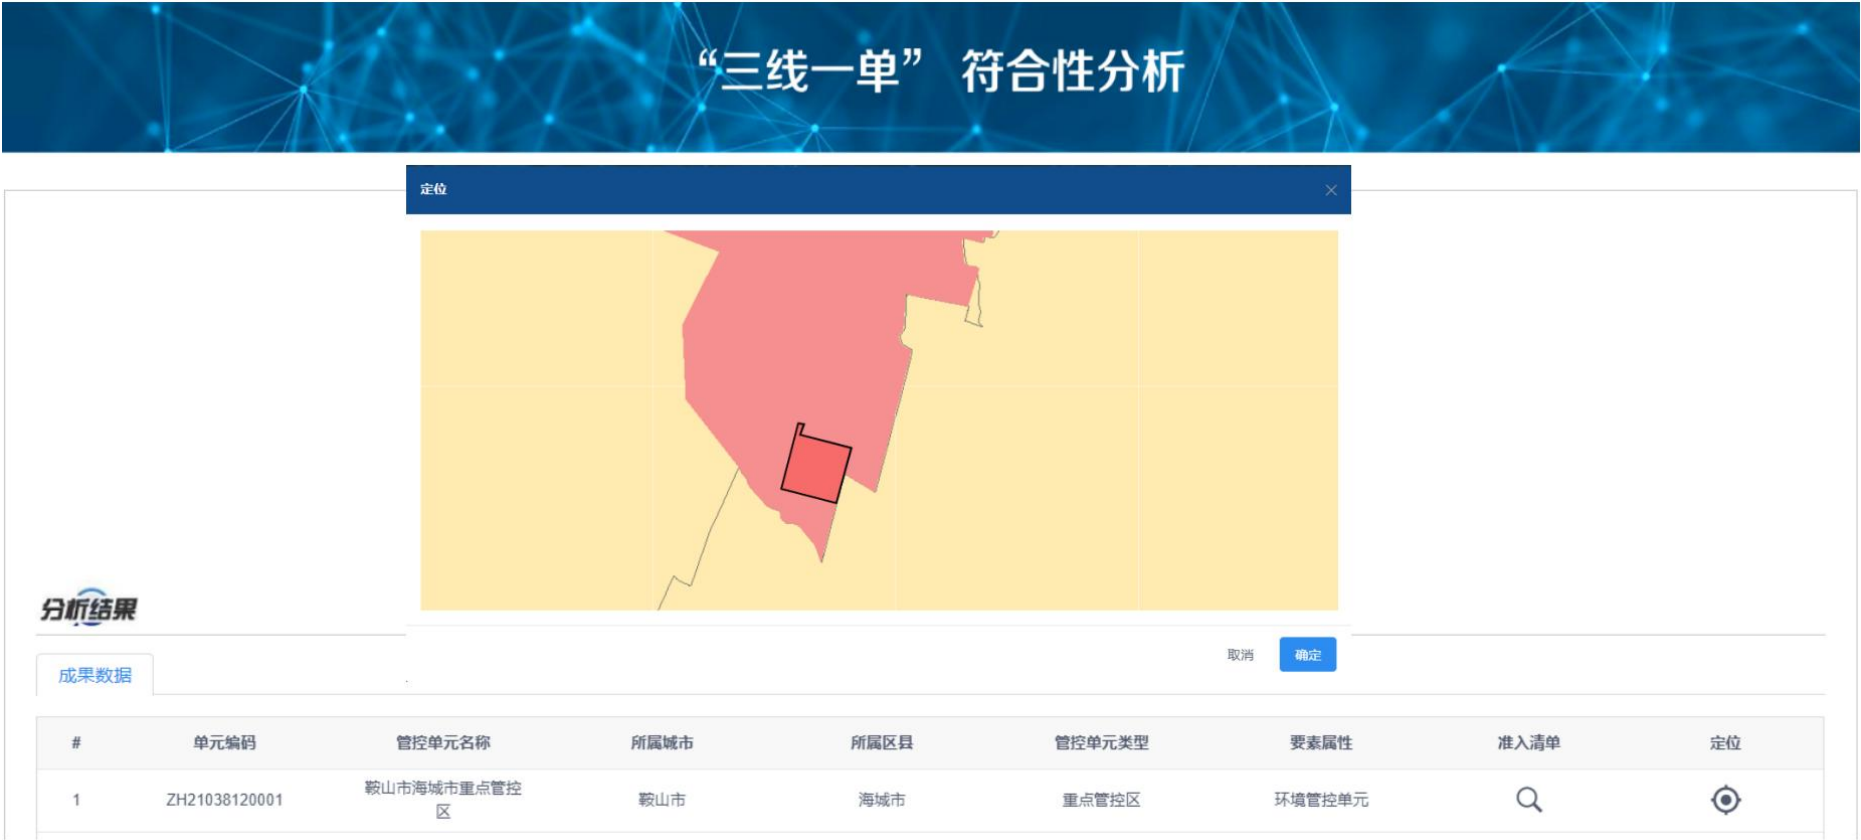 “三线一单” 符合性分析
定位
分析结果
取消 确定
成果数据
# 单元编码 管控单元名称 所属城市 所属区县 管控单元类型 要素属性 准入清单 定位
1 ZH21038120001 鞍山市海城市重点管控 鞍山市 海城市 重点管控区 环境管控单元
区